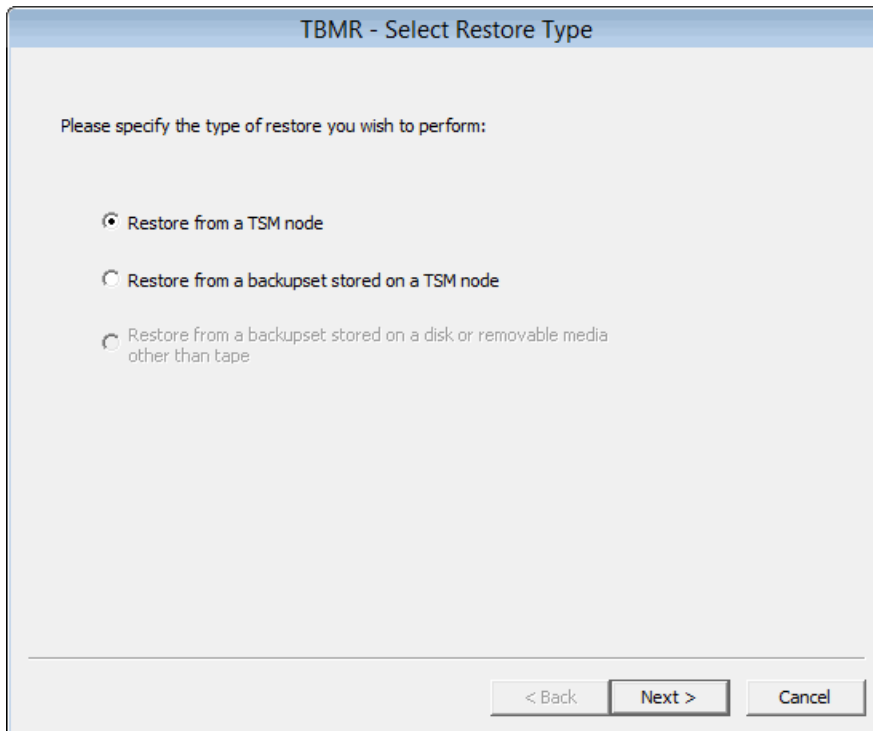 TBMR - Select Restore Type
Please specify the type of restore you wish to perform:
Restore from a TSM node
Restore from a backupset stored on a TSM node
Restore from a backupset stored on a disk or removable media
other than tape
< Back Next > Cancel